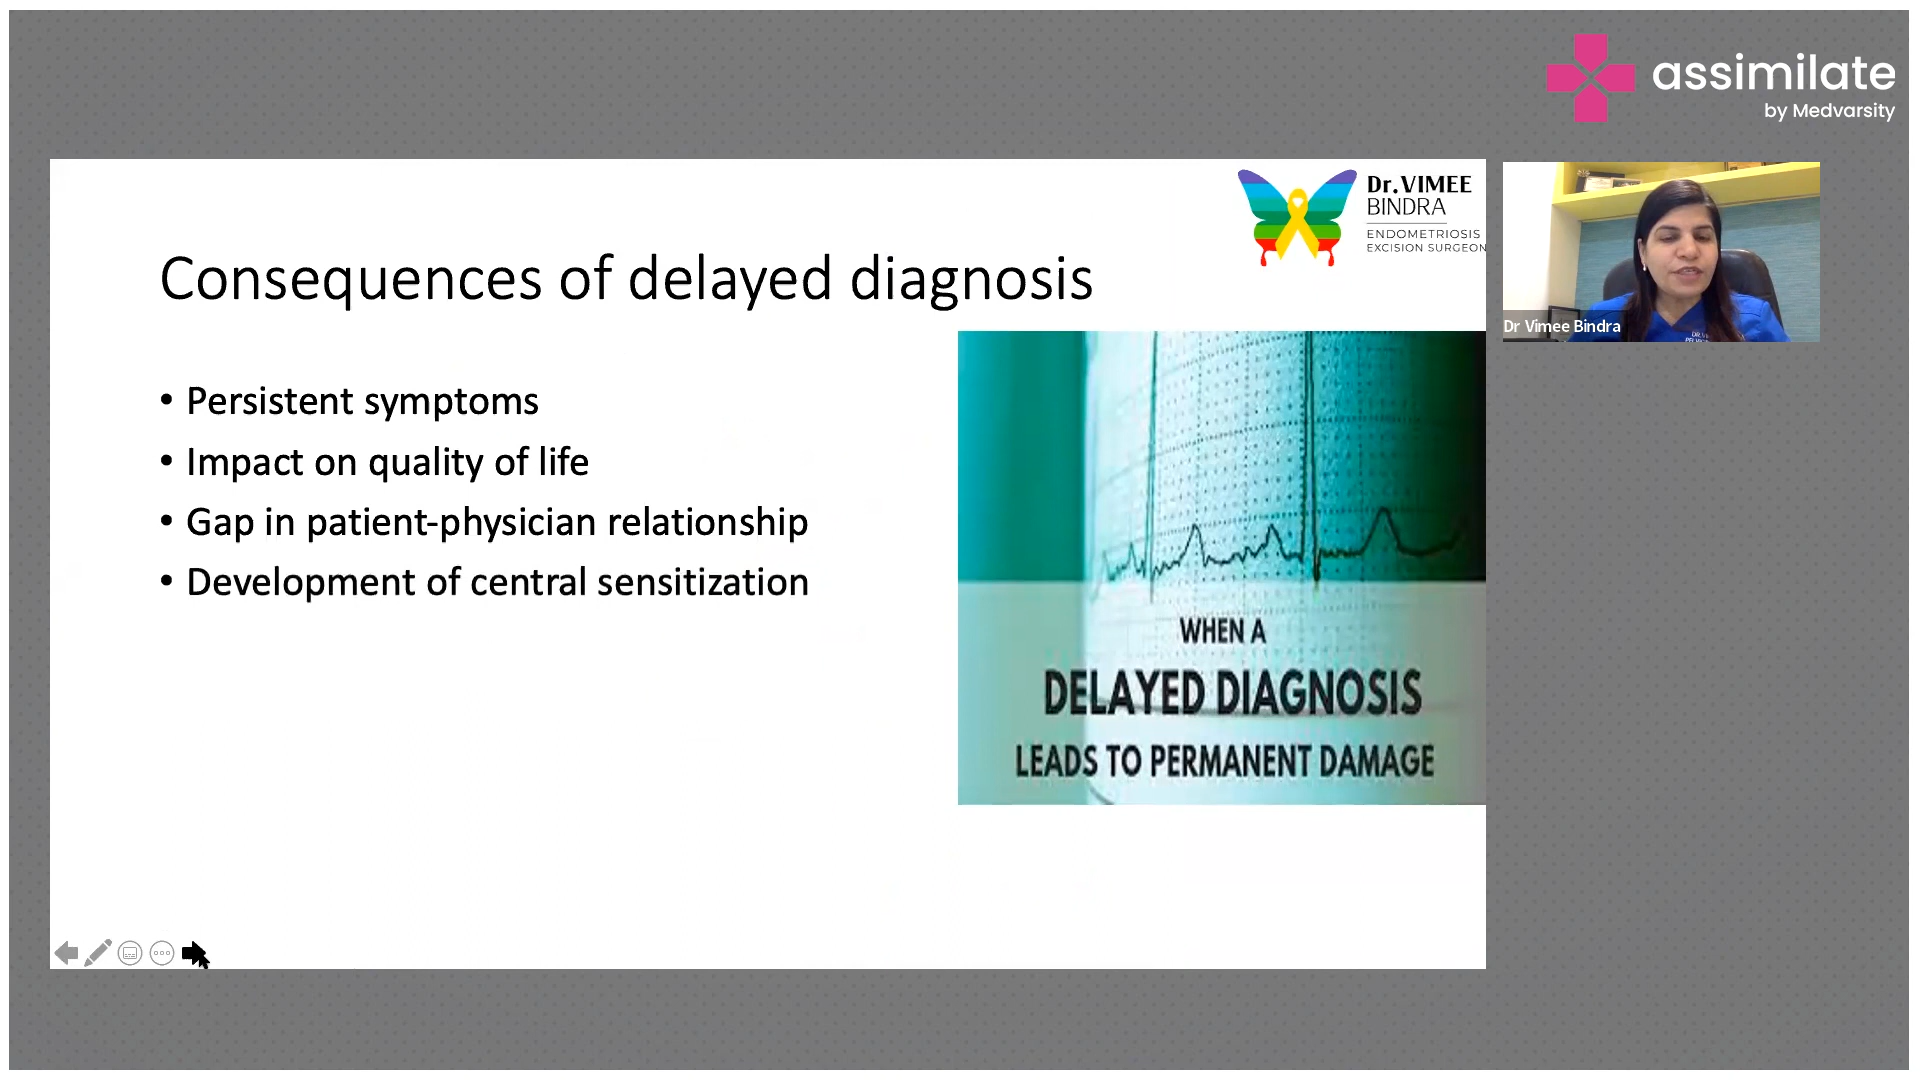 assimilate
by Medvarsity
Dr.VIMEE
BINDRA
ENDOMETRIOSIS
EXCISION SURGEON
Dr Vimee Bindra
Consequences of delayed diagnosis
• Persistent symptoms
• Impact on quality of life
• Gap in patient-physician relationship
• Development of central sensitization
WHEN A
DELAYED DIAGNOSIS
LEADS TO PERMANENT DAMAGE